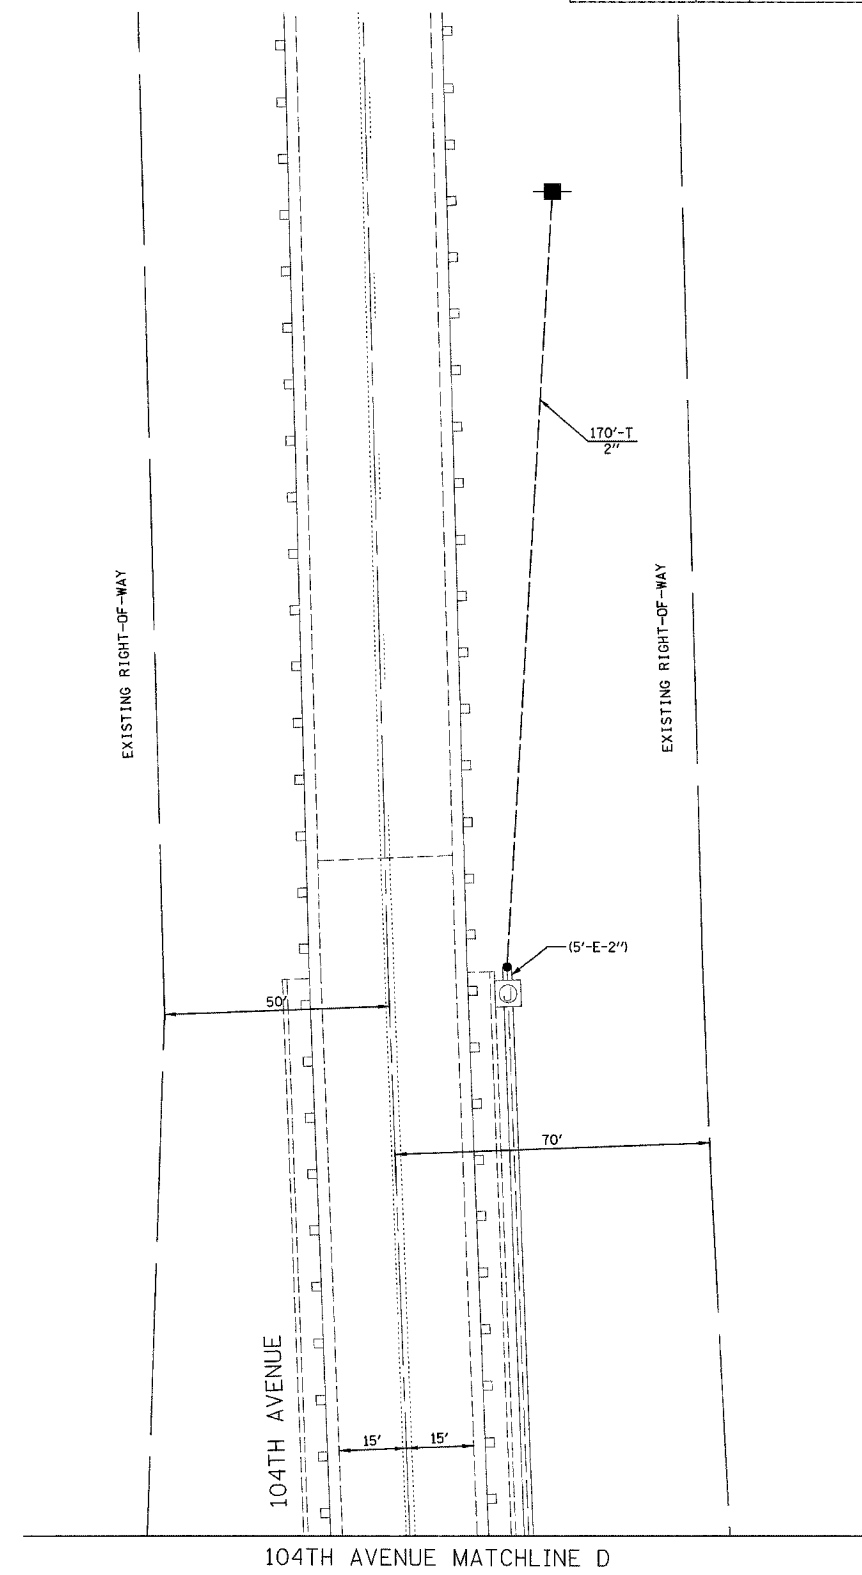 170'-T
2"
EXISTING RIGHT-OF-WAY
EXISTING RIGHT-OF-WAY
(5'-E-2")
J
50'
70'
104TH AVENUE
15'
15'
104TH AVENUE MATCHLINE D